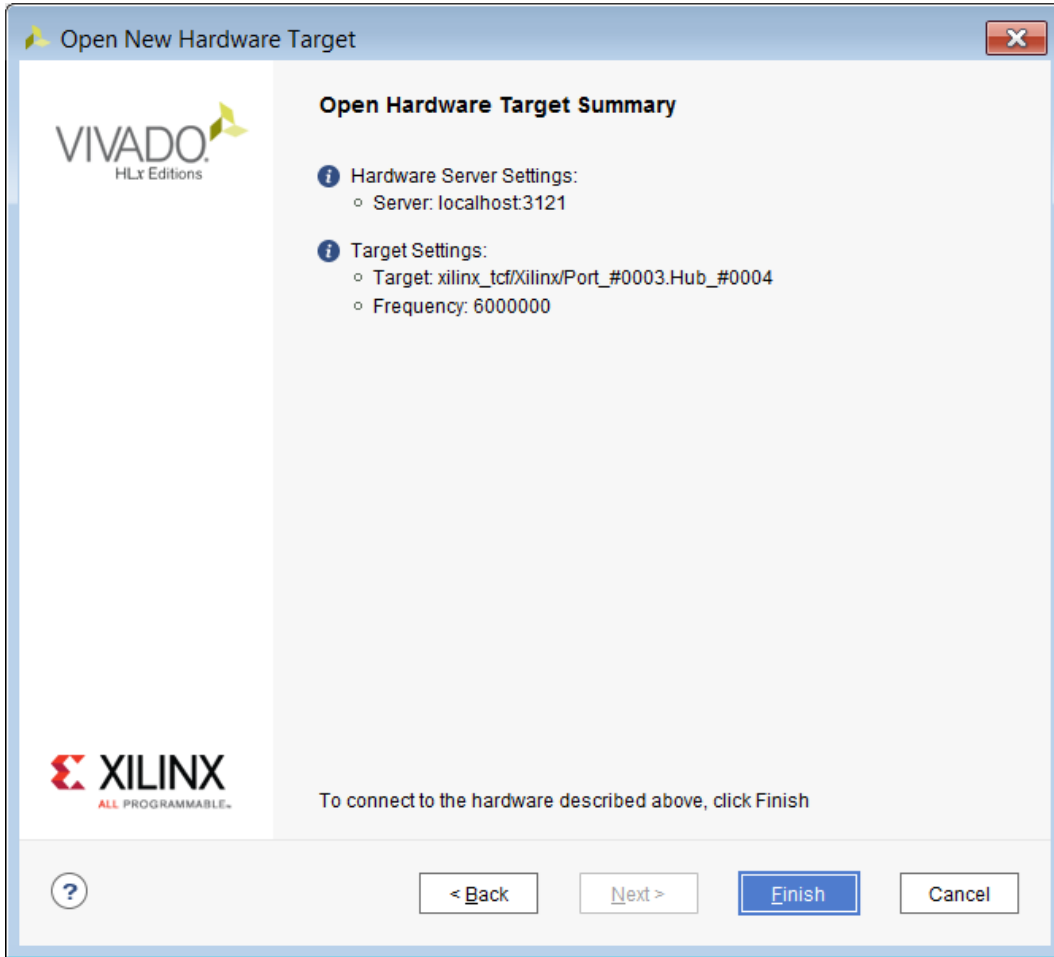 Open New Hardware Target
VIVADO.
HLx Editions
Open Hardware Target Summary
Hardware Server Settings:
Server: localhost:3121
Target Settings:
Target: xilinx_tcf/Xilinx/Port_#0003.Hub_#0004
Frequency: 6000000
XILINX
ALL PROGRAMMABLE™
To connect to the hardware described above, click Finish
?
< Back
Next >
Finish
Cancel